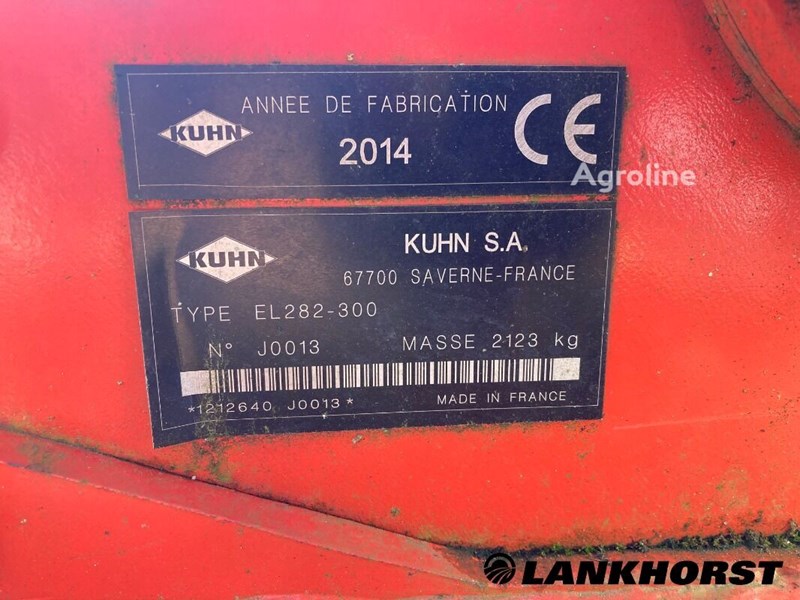 ANNEE DE FABRICATION
KUHN
2014
CE
Agroline
KUHN
KUHN S.A.
67700 SAVERNE-FRANCE
TYPE EL282-300
N° J0013 MASSE 2123 kg
*1212640 J0013* MADE IN FRANCE
LANKHORST